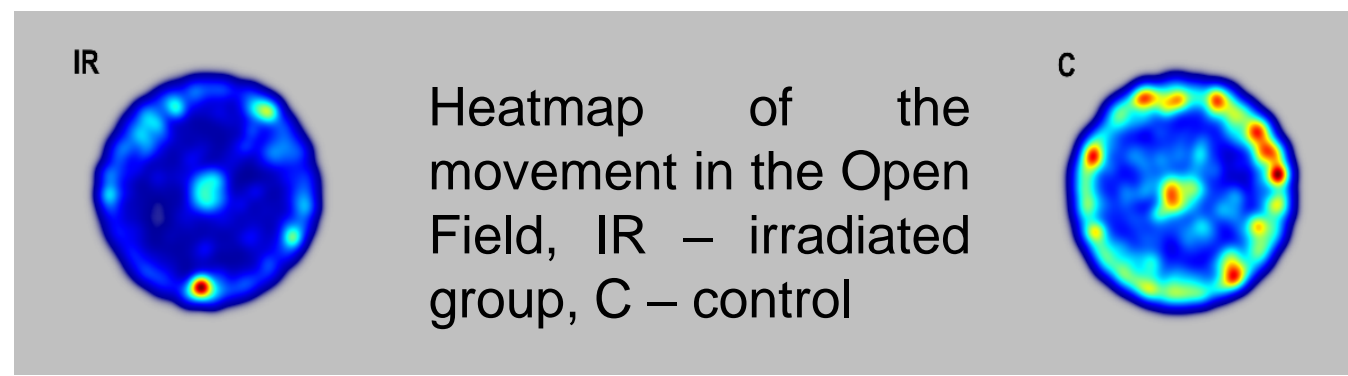 IR
Heatmap of the
movement in the Open
Field, IR – irradiated
group, C – control
C